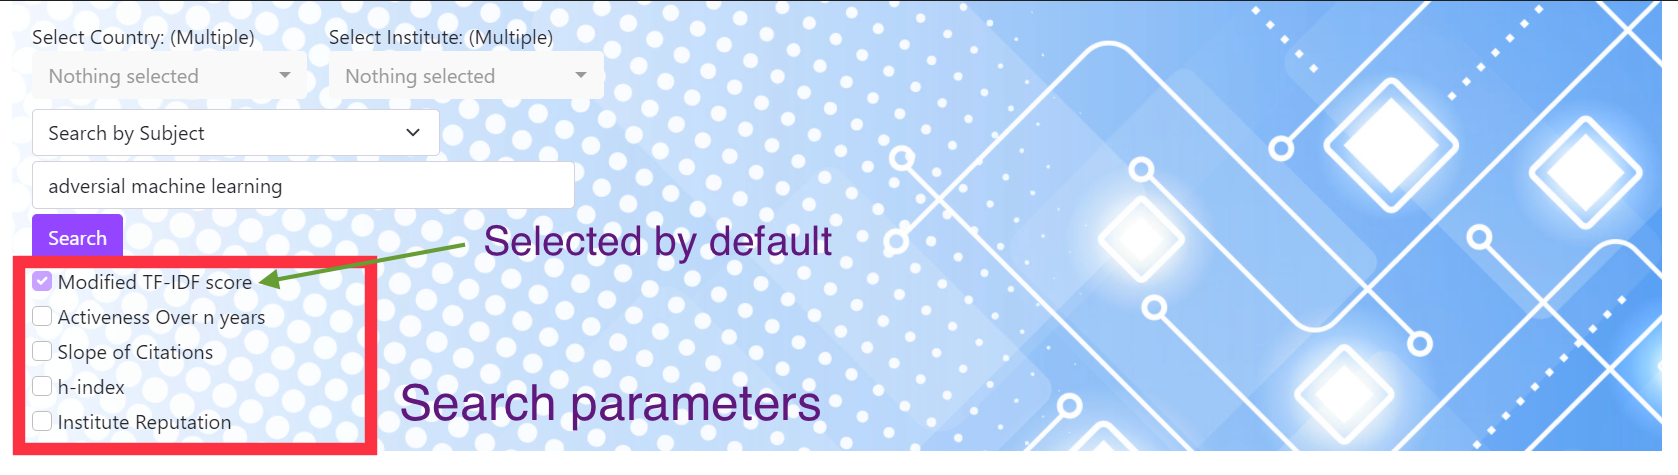 Select Country: (Multiple) Select Institute: (Multiple)
Nothing selected Nothing selected
Search by Subject
adversial machine learning
Search
Selected by default
Modified TF-IDF score
Activeness Over n years
Slope of Citations
h-index
Search parameters
Institute Reputation